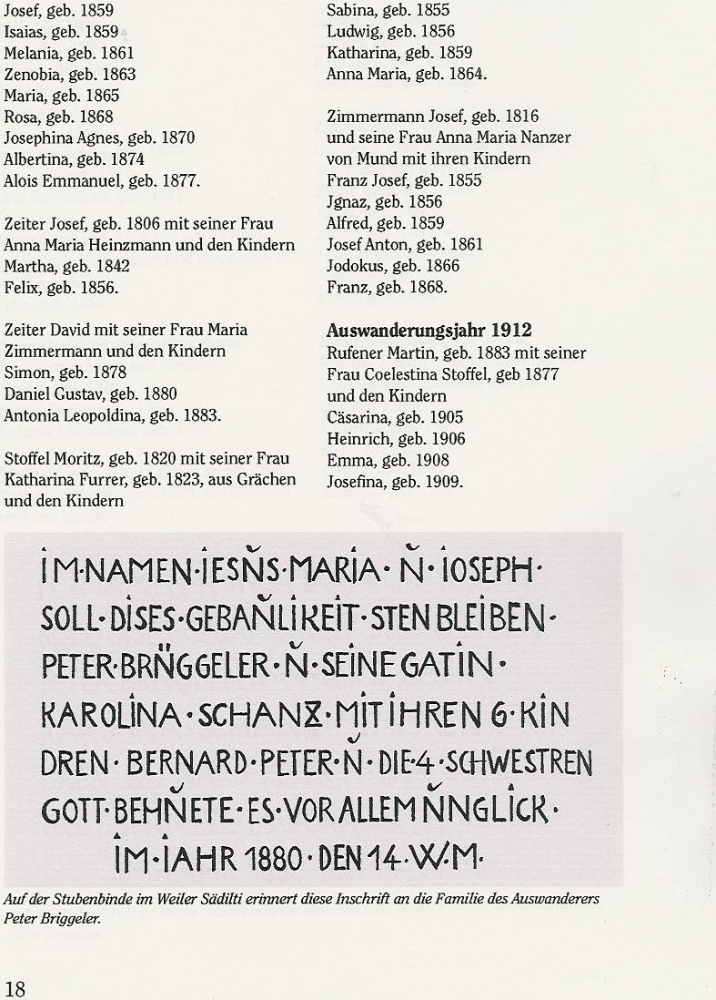 Josef, geb. 1859
Isaias, geb. 1859
Melania, geb. 1861
Zenobia, geb. 1863
Maria, geb. 1865
Rosa, geb. 1868
Josephina Agnes, geb. 1870
Albertina, geb. 1874
Alois Emmanuel, geb. 1877.
Zeiter Josef, geb. 1806 mit seiner Frau
Anna Maria Heinzmann und den Kindern
Martha, geb. 1842
Felix, geb. 1856.
Zeiter David mit seiner Frau Maria
Zimmermann und den Kindern
Simon, geb. 1878
Daniel Gustav, geb. 1880
Antonia Leopoldina, geb. 1883.
Stoffel Moritz, geb. 1820 mit seiner Frau
Katharina Furrer, geb. 1823, aus Grächen
und den Kindern
Sabina, geb. 1855
Ludwig, geb. 1856
Katharina, geb. 1859
Anna Maria, geb. 1864.
Zimmermann Josef, geb. 1816
und seine Frau Anna Maria Nanzer
von Mund mit ihren Kindern
Franz Josef, geb. 1855
Jgnaz, geb. 1856
Alfred, geb. 1859
Josef Anton, geb. 1861
Jodokus, geb. 1866
Franz, geb. 1868.
Auswanderungsjahr 1912
Rufener Martin, geb. 1883 mit seiner
Frau Coelestina Stoffel, geb 1877
und den Kindern
Cäsarina, geb. 1905
Heinrich, geb. 1906
Emma, geb. 1908
Josefina, geb. 1909.
iM·NAMEN·iESN̆S·MARiA·N̆·iOSEPH·
SOLL·DiSES·GEBAN̆LiKEiT·STEN BLEiBEN·
PETER·BRN̈GGELER·N̆·SEiNE GATiN·
KAROLiNA·SCHANZ·MiT iHREN 6·KiN
DREN·BERNARD·PETER·N̆·DiE·4·SCHWESTREN
GOTT·BEHN̆ETE·ES·VOR ALLEM N̆NGLiCK·
iM·iAHR 1880·DEN 14·W.M·
Auf der Stubenbinde im Weiler Sädilti erinnert diese Inschrift an die Familie des Auswanderers
Peter Briggeler.
18